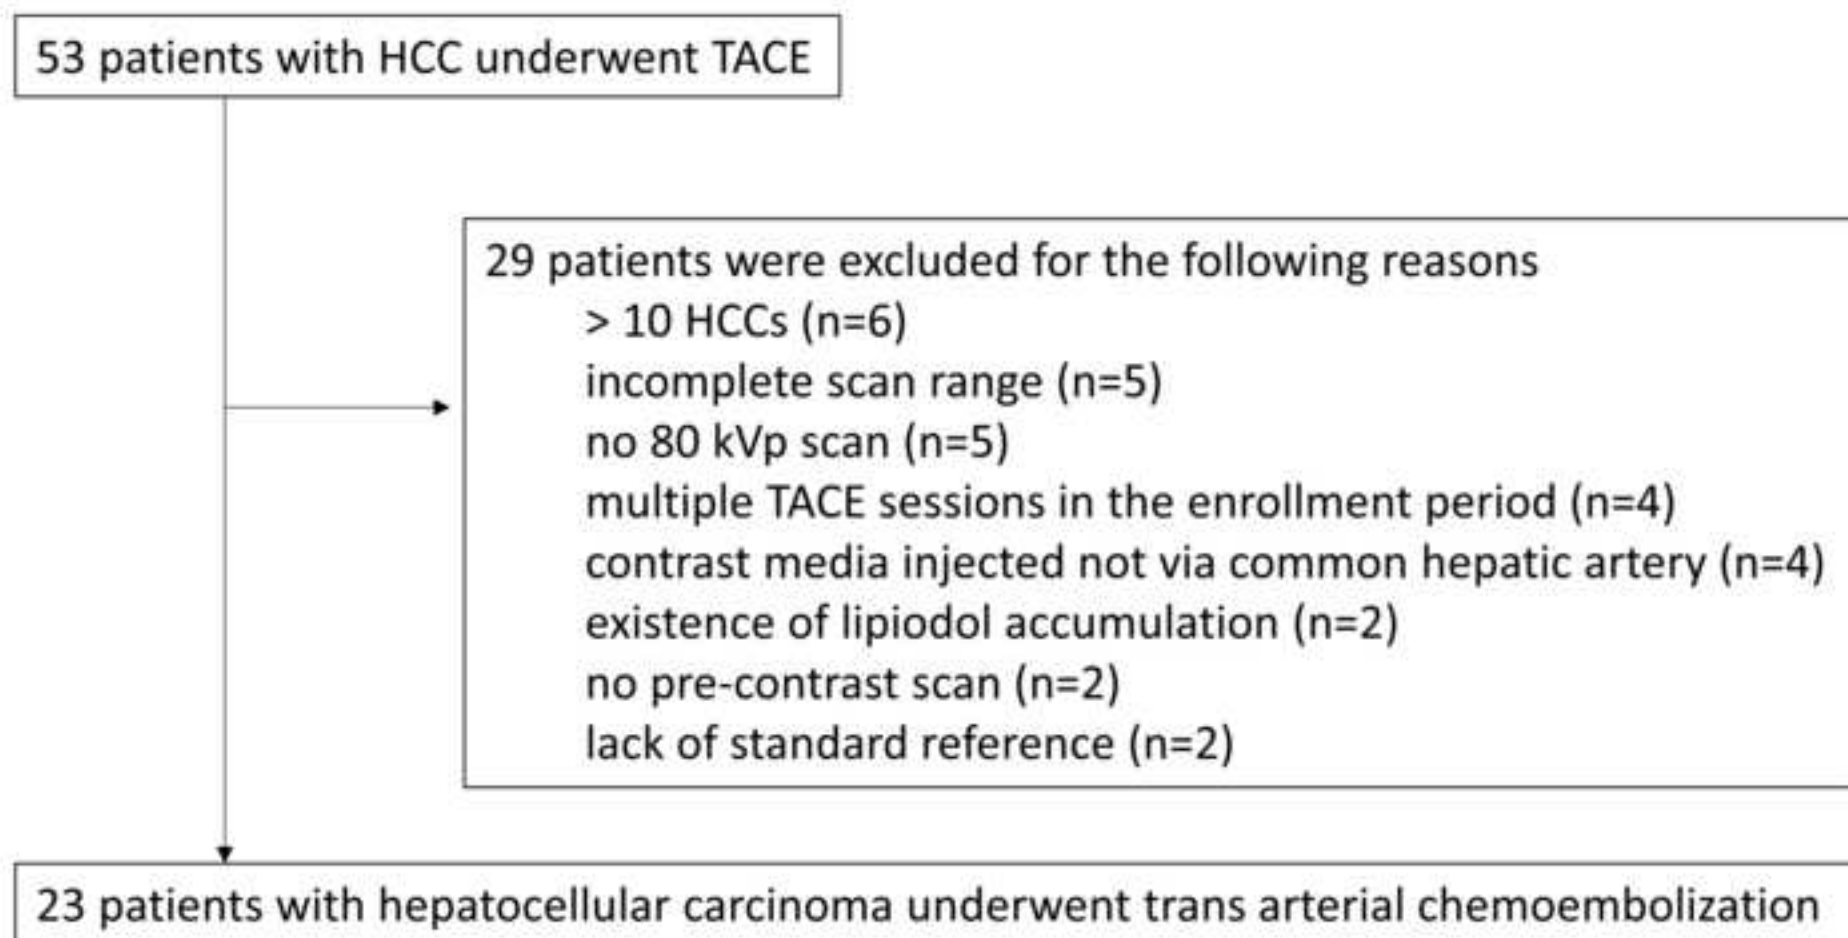 53 patients with HCC underwent TACE
29 patients were excluded for the following reasons
> 10 HCCs (n=6)
incomplete scan range (n=5)
no 80 kVp scan (n=5)
multiple TACE sessions in the enrollment period (n=4)
contrast media injected not via common hepatic artery (n=4)
existence of lipiodol accumulation (n=2)
no pre-contrast scan (n=2)
lack of standard reference (n=2)
23 patients with hepatocellular carcinoma underwent trans arterial chemoembolization